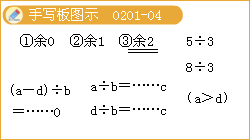 手写板图示 0201-04
①余0 ②余1 ③余2 5÷3
8÷3
(a-d)÷b a÷b=……c (a>d)
=……0 d÷b=……c